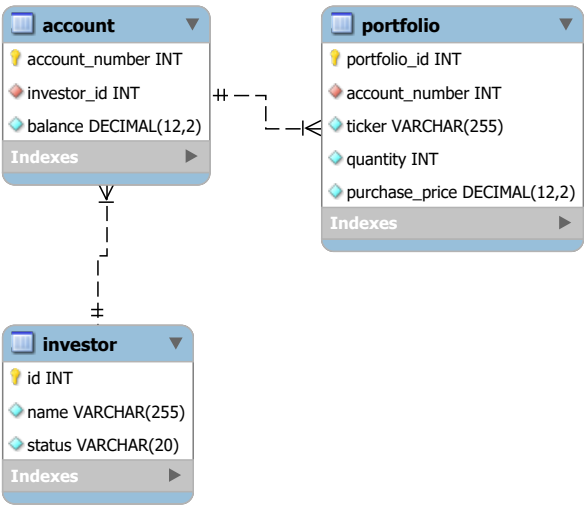 account
account_number INT
investor_id INT
balance DECIMAL(12,2)
Indexes
portfolio
portfolio_id INT
account_number INT
ticker VARCHAR(255)
quantity INT
purchase_price DECIMAL(12,2)
Indexes
investor
id INT
name VARCHAR(255)
status VARCHAR(20)
Indexes